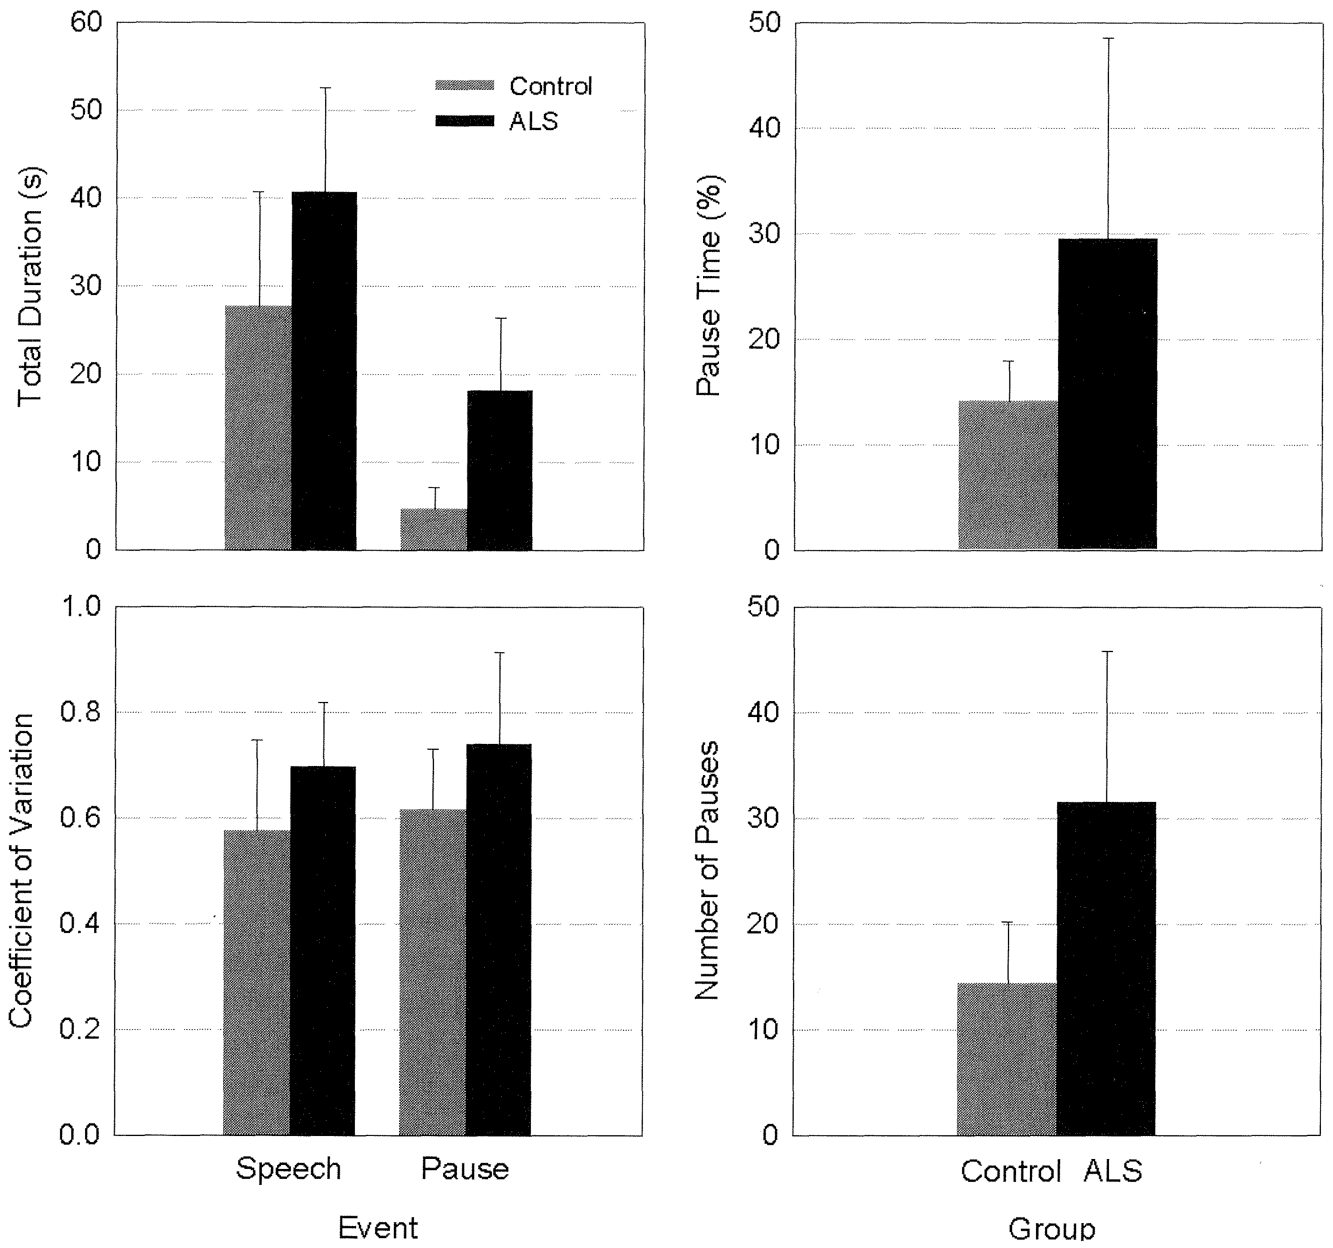 60
50
40
30
20
10
0
Total Duration (s)
Control
ALS
50
40
30
20
10
0
Pause Time (%)
1.0
0.8
0.6
0.4
0.2
0.0
Coefficient of Variation
Speech Pause
Event
50
40
30
20
10
0
Number of Pauses
Control ALS
Group